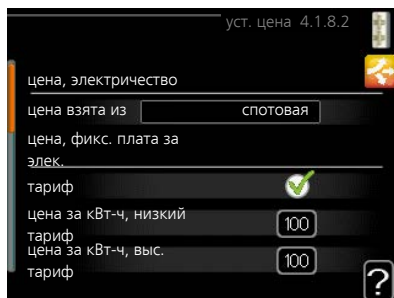 уст. цена 4.1.8.2
цена, электричество
цена взята из спотовая
цена, фикс. плата за
элек.
тариф
цена за кВт-ч, низкий
тариф
100
цена за кВт-ч, выс.
тариф
100
?